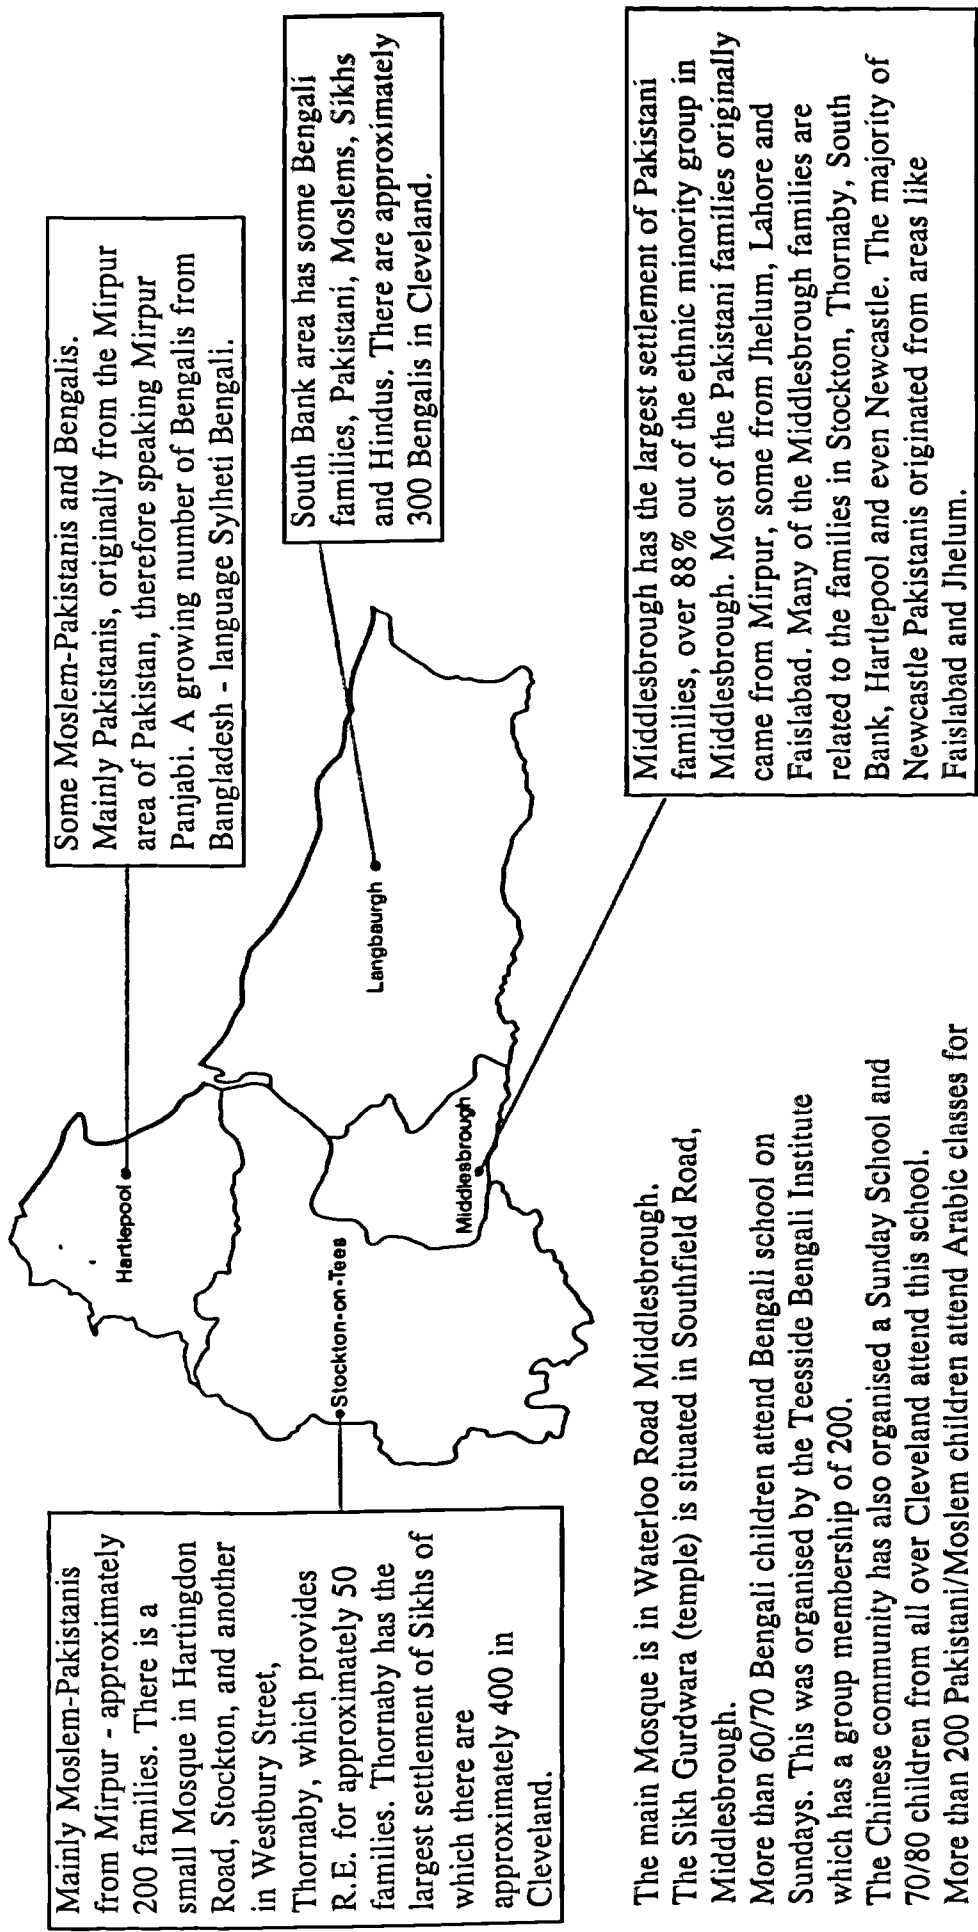 Mainly Moslem-Pakistanis
from Mirpur - approximately
200 families. There is a
small Mosque in Hartingdon
Road, Stockton, and another
in Westbury Street,
Thornaby, which provides
R.E. for approximately 50
families. Thornaby has the
largest settlement of Sikhs of
which there are
approximately 400 in
Cleveland.
Some Moslem-Pakistanis and Bengalis.
Mainly Pakistanis, originally from the Mirpur
area of Pakistan, therefore speaking Mirpur
Panjabi. A growing number of Bengalis from
Bangladesh - language Sylheti Bengali.
South Bank area has some Bengali
families, Pakistani, Moslems, Sikhs
and Hindus. There are approximately
300 Bengalis in Cleveland.
Hartlepool
Stockton-on-Tees
Middlesbrough
Langbaurgh
Middlesbrough has the largest settlement of Pakistani
families, over 88% out of the ethnic minority group in
Middlesbrough. Most of the Pakistani families originally
came from Mirpur, some from Jhelum, Lahore and
Faislabad. Many of the Middlesbrough families are
related to the families in Stockton, Thornaby, South
Bank, Hartlepool and even Newcastle. The majority of
Newcastle Pakistanis originated from areas like
Faislabad and Jhelum.
The main Mosque is in Waterloo Road Middlesbrough.
The Sikh Gurdwara (temple) is situated in Southfield Road,
Middlesbrough.
More than 60/70 Bengali children attend Bengali school on
Sundays. This was organised by the Teesside Bengali Institute
which has a group membership of 200.
The Chinese community has also organised a Sunday School and
70/80 children from all over Cleveland attend this school.
More than 200 Pakistani/Moslem children attend Arabic classes for